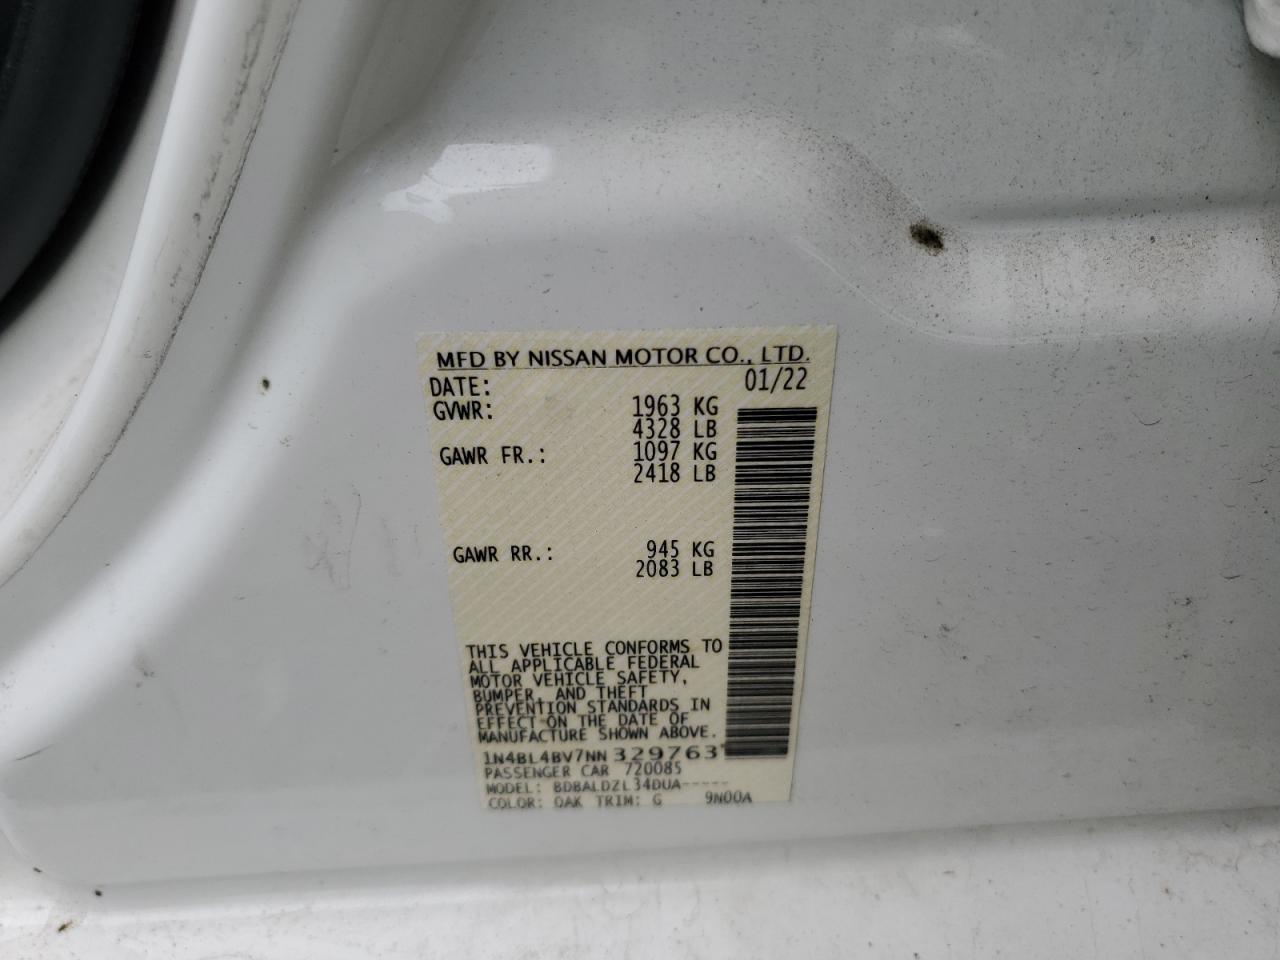 MFD BY NISSAN MOTOR CO., LTD.
DATE: 01/22
GVWR: 1963 KG
4328 LB
GAWR FR.: 1097 KG
2418 LB
GAWR RR.: 945 KG
2083 LB
THIS VEHICLE CONFORMS TO
ALL APPLICABLE FEDERAL
MOTOR VEHICLE SAFETY,
BUMPER, AND THEFT
PREVENTION STANDARDS IN
EFFECT ON THE DATE OF
MANUFACTURE SHOWN ABOVE.
1N4BL4BV7NN329763*
PASSENGER CAR 720085
MODEL: BDBALDZL34DUA-----
COLOR: QAK TRIM: G 9N00A